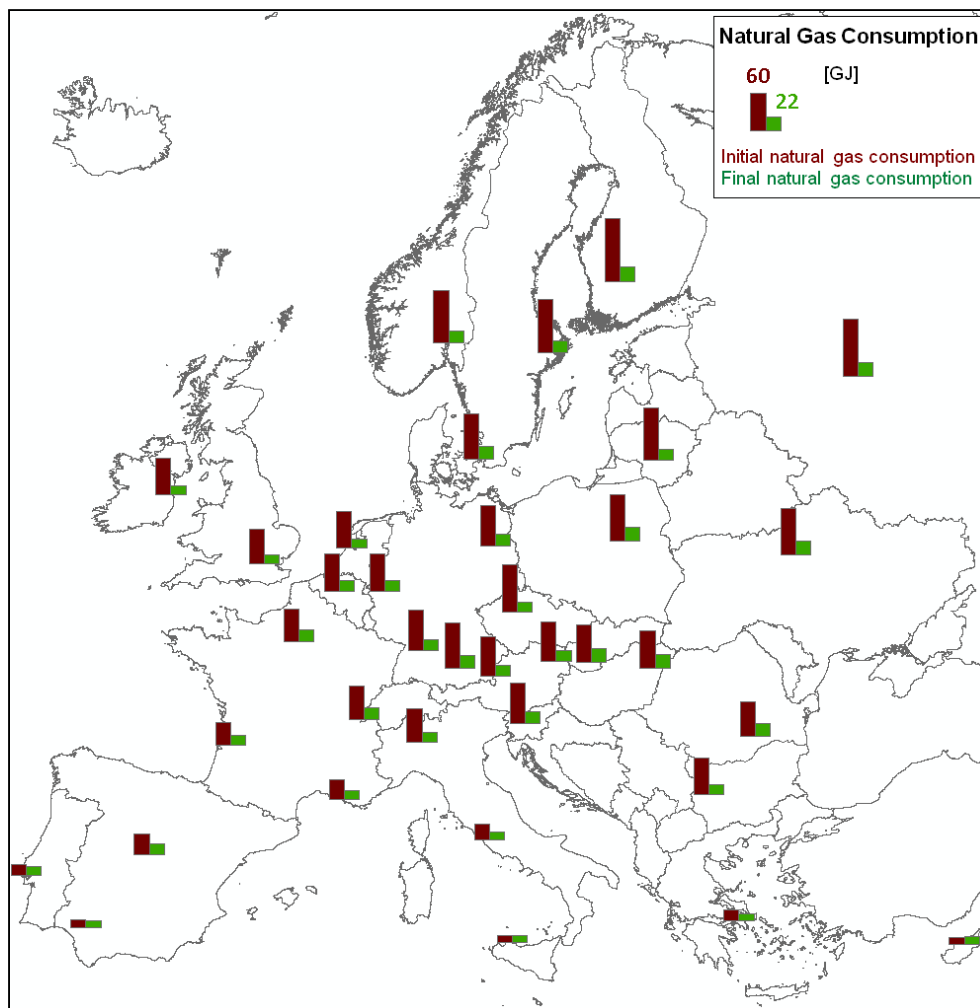 Natural Gas Consumption
60 [GJ]
22
Initial natural gas consumption
Final natural gas consumption